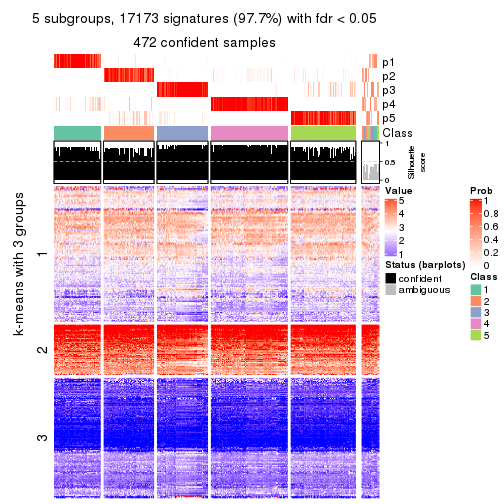 5 subgroups, 17173 signatures (97.7%) with fdr < 0.05
472 confident samples
p1
p2
p3
p4
p5
Class
1
0.5
0
Silhouette
score
k-means with 3 groups
1
2
3
Value
5
4
3
2
1
Status (barplots)
confident
ambiguous
Prob
1
0.8
0.6
0.4
0.2
0
Class
1
2
3
4
5